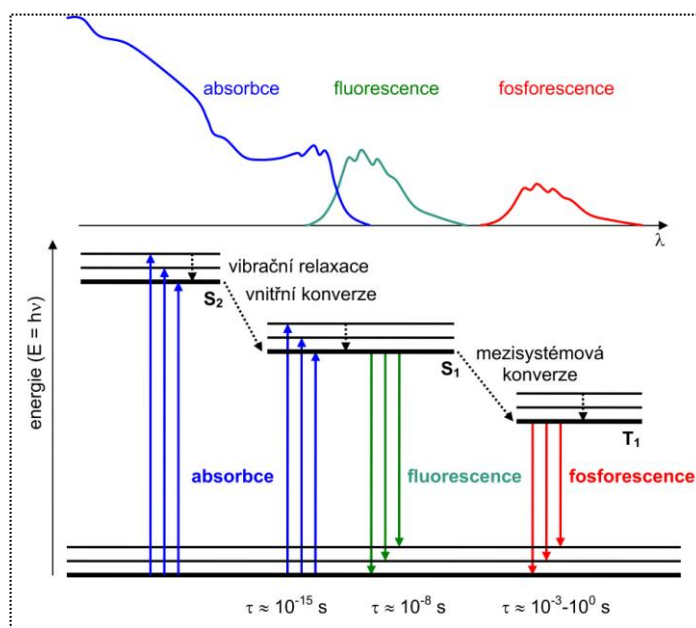 absorbce fluorescence fosforescence
λ
vibrační relaxace
S₂ vnitřní konverze
S₁ mezisystémová
konverze
T₁
energie (E = hν)
absorbce fluorescence fosforescence
τ ≈ 10⁻¹⁵ s τ ≈ 10⁻⁸ s τ ≈ 10⁻³-10⁰ s